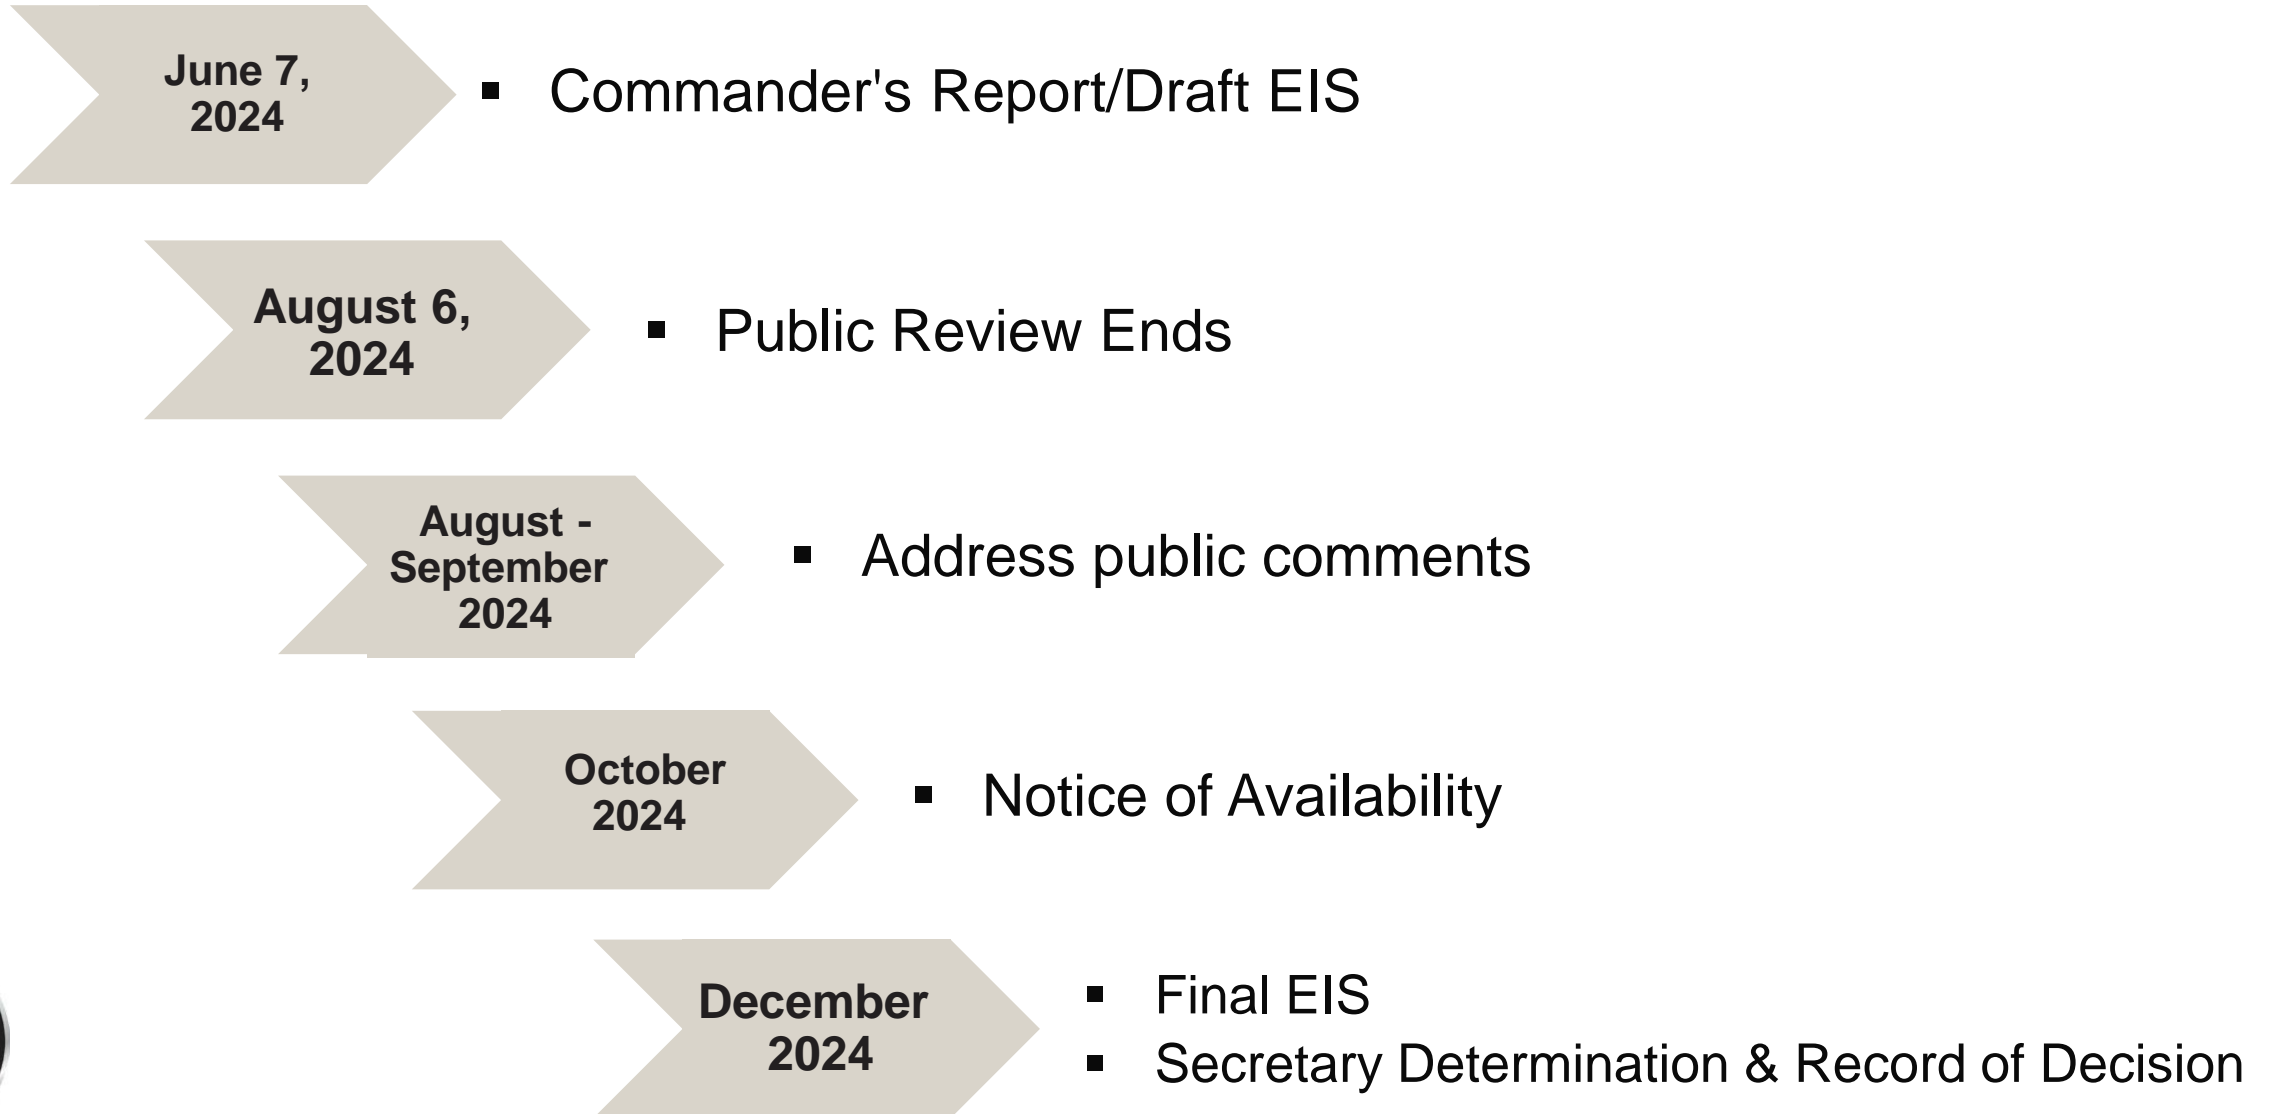 June 7,
2024
▪ Commander's Report/Draft EIS
August 6,
2024
▪ Public Review Ends
August -
September
2024
▪ Address public comments
October
2024
▪ Notice of Availability
December
2024
▪ Final EIS
▪ Secretary Determination & Record of Decision